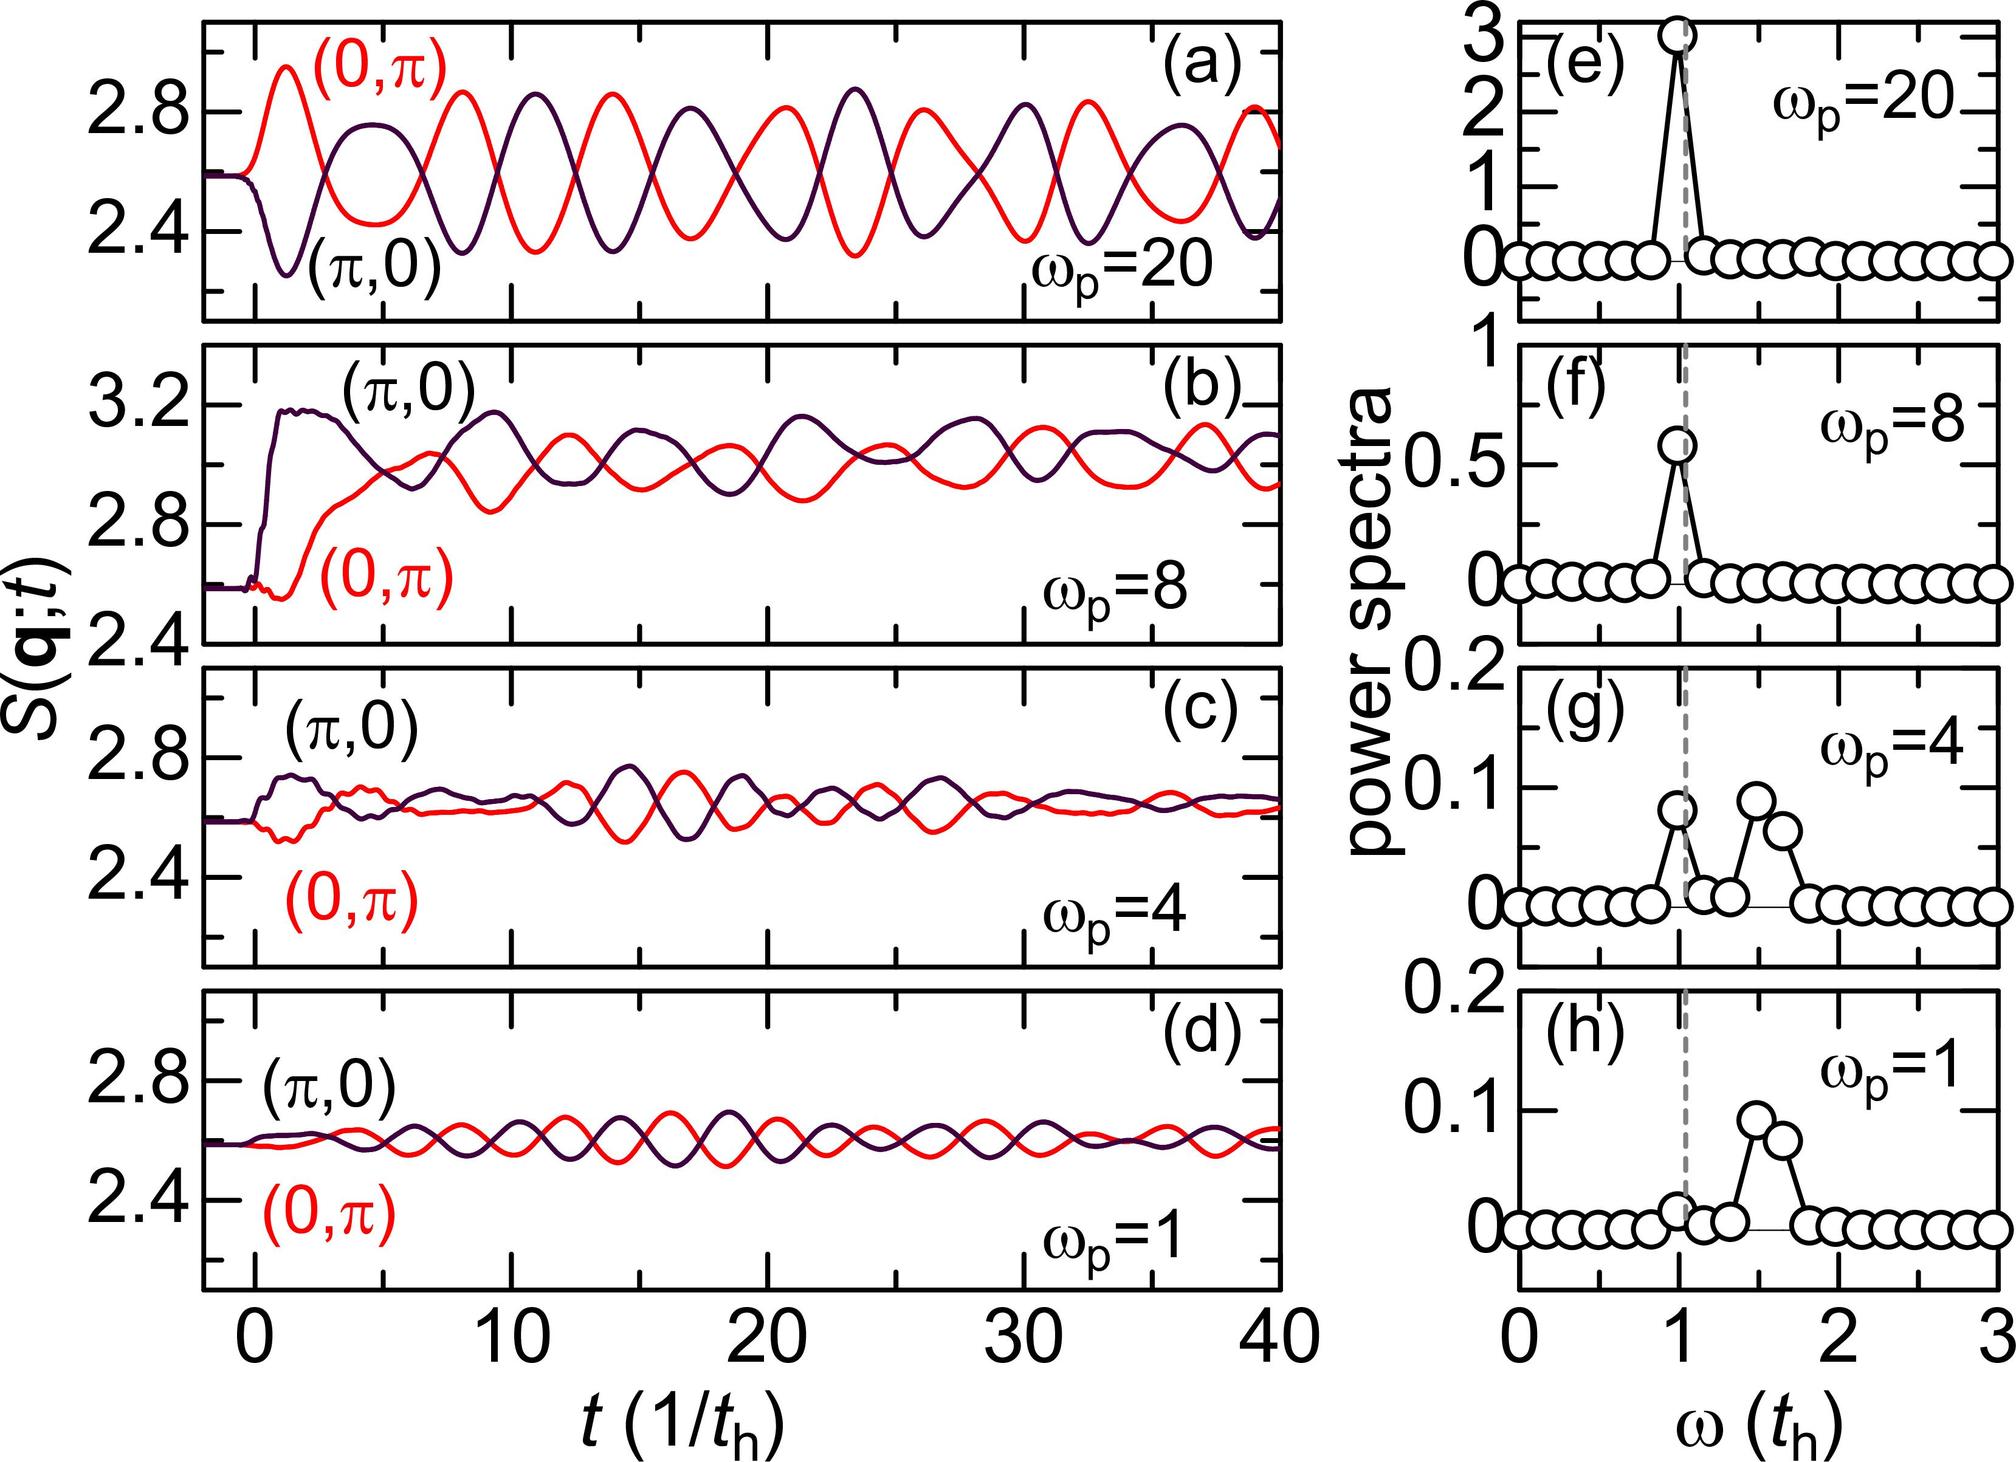 S(q;t)
2.8
2.4
(0,π)
(π,0)
(a)
ωp=20
3.2
2.8
2.4
(π,0)
(0,π)
(b)
ωp=8
2.8
2.4
(π,0)
(0,π)
(c)
ωp=4
2.8
2.4
(π,0)
(0,π)
(d)
ωp=1
0 10 20 30 40
t (1/th)
power spectra
3
2
1
0
(e)
ωp=20
1
0.5
0
(f)
ωp=8
0.2
0.1
0
(g)
ωp=4
0.2
0.1
0
(h)
ωp=1
0 1 2 3
ω (th)